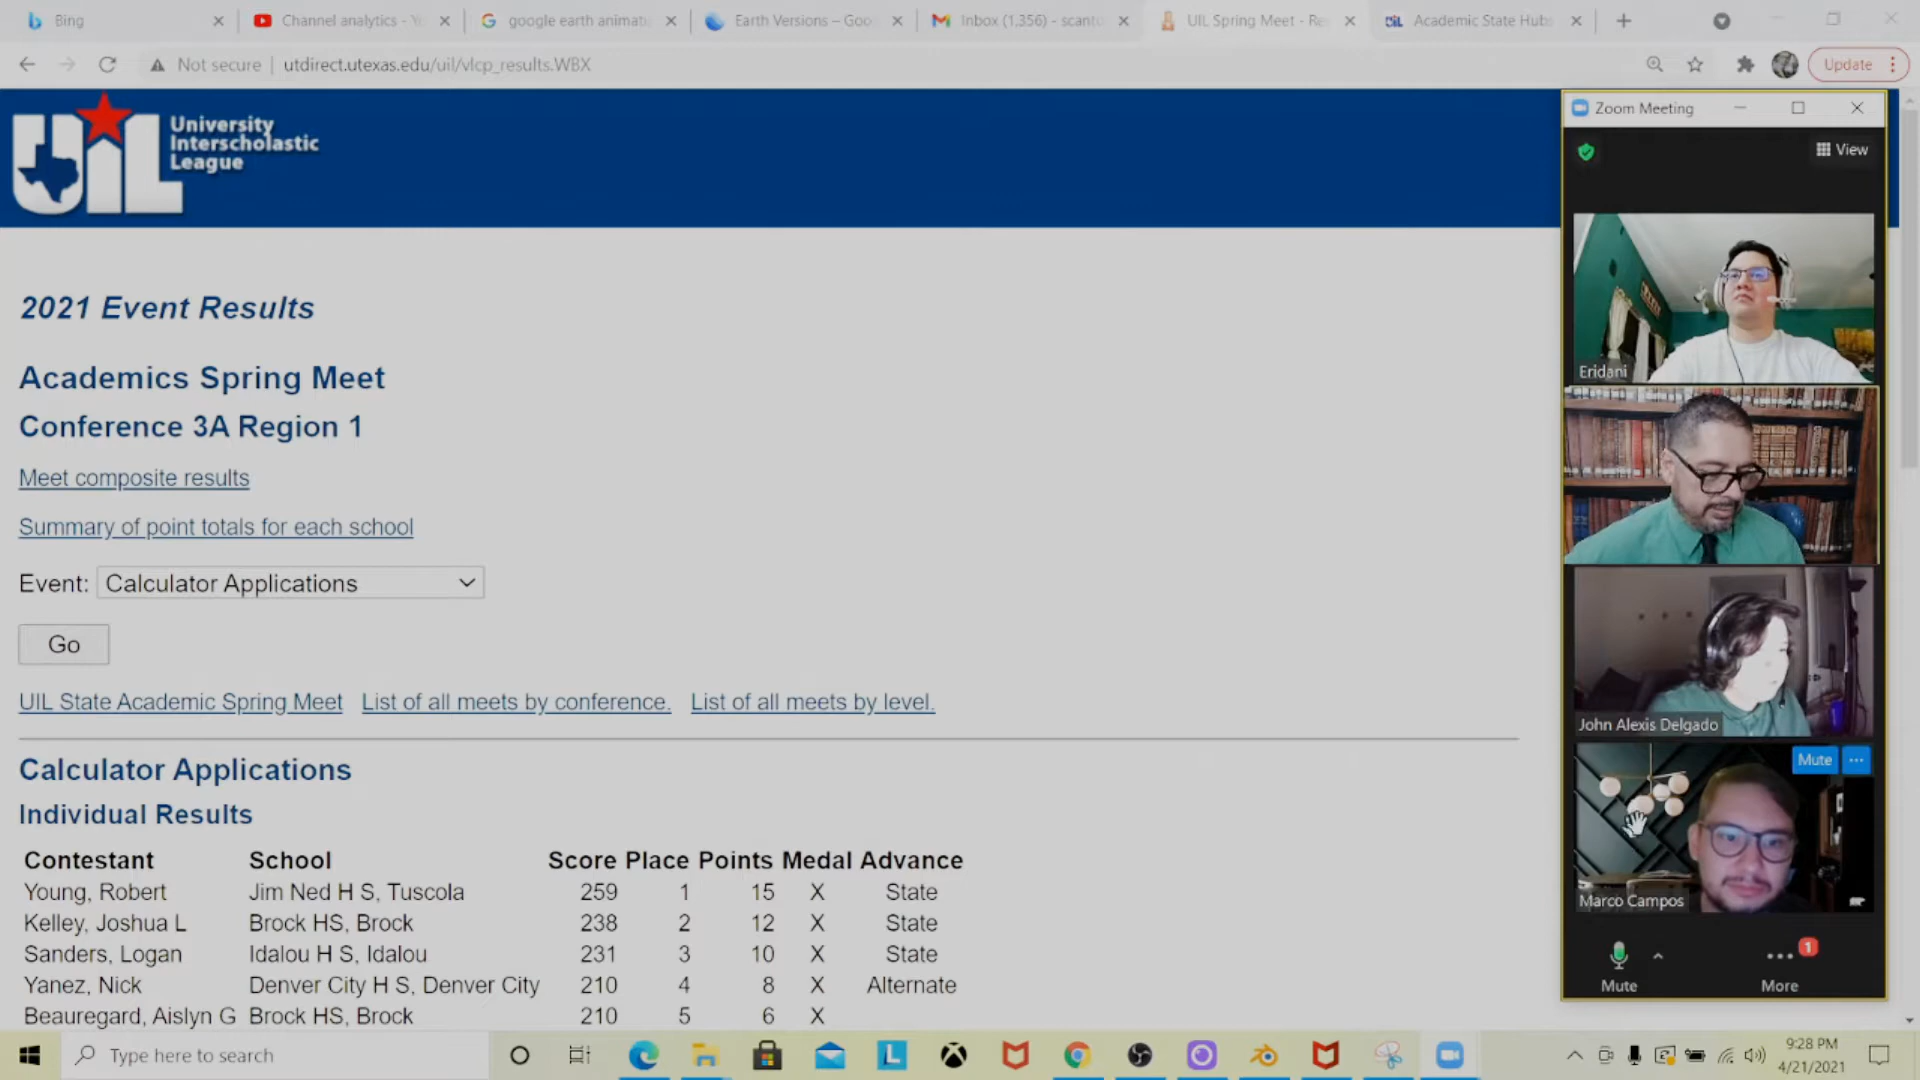 Bing
Channel analytics - Y
google earth animati
Earth Versions – Goo
Inbox (1,356) - scant
UIL Spring Meet - Re
Academic State Hubs
Not secure
utdirect.utexas.edu/uil/vlcp_results.WBX
Update
UIL
University
Interscholastic
League
2021 Event Results
Academics Spring Meet
Conference 3A Region 1
Meet composite results
Summary of point totals for each school
Event: Calculator Applications
Go
UIL State Academic Spring Meet List of all meets by conference. List of all meets by level.
Calculator Applications
Individual Results
Contestant School Score Place Points Medal Advance
Young, Robert Jim Ned H S, Tuscola 259 1 15 X State
Kelley, Joshua L Brock HS, Brock 238 2 12 X State
Sanders, Logan Idalou H S, Idalou 231 3 10 X State
Yanez, Nick Denver City H S, Denver City 210 4 8 X Alternate
Beauregard, Aislyn G Brock HS, Brock 210 5 6 X
Zoom Meeting
View
Eridani
John Alexis Delgado
Mute
Marco Campos
1
Mute
More
Type here to search
9:28 PM
4/21/2021